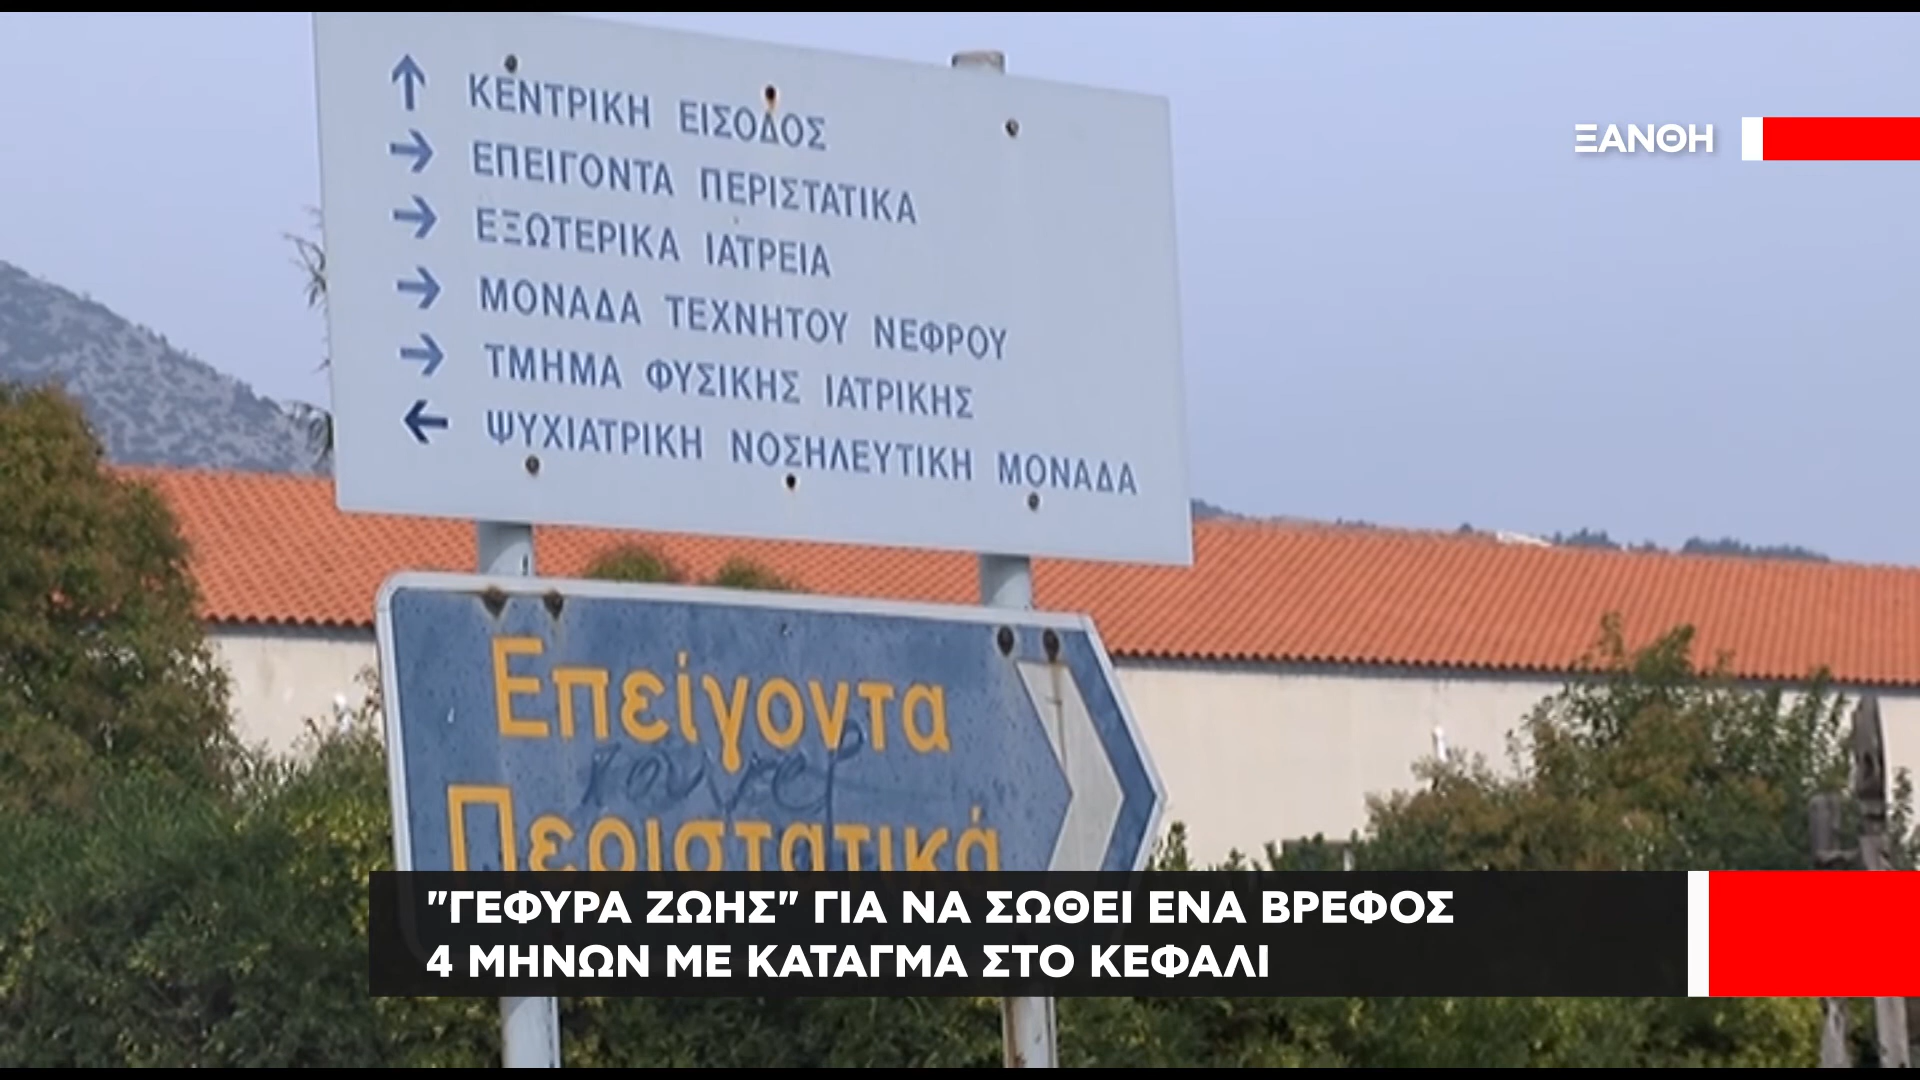 ΚΕΝΤΡΙΚΗ ΕΙΣΟΔΟΣ
ΕΠΕΙΓΟΝΤΑ ΠΕΡΙΣΤΑΤΙΚΑ
ΕΞΩΤΕΡΙΚΑ ΙΑΤΡΕΙΑ
ΜΟΝΑΔΑ ΤΕΧΝΗΤΟΥ ΝΕΦΡΟΥ
ΤΜΗΜΑ ΦΥΣΙΚΗΣ ΙΑΤΡΙΚΗΣ
ΨΥΧΙΑΤΡΙΚΗ ΝΟΣΗΛΕΥΤΙΚΗ ΜΟΝΑΔΑ
ΞΑΝΘΗ
Επείγοντα
Περιστατικά
"ΓΕΦΥΡΑ ΖΩΗΣ" ΓΙΑ ΝΑ ΣΩΘΕΙ ΕΝΑ ΒΡΕΦΟΣ
4 ΜΗΝΩΝ ΜΕ ΚΑΤΑΓΜΑ ΣΤΟ ΚΕΦΑΛΙ